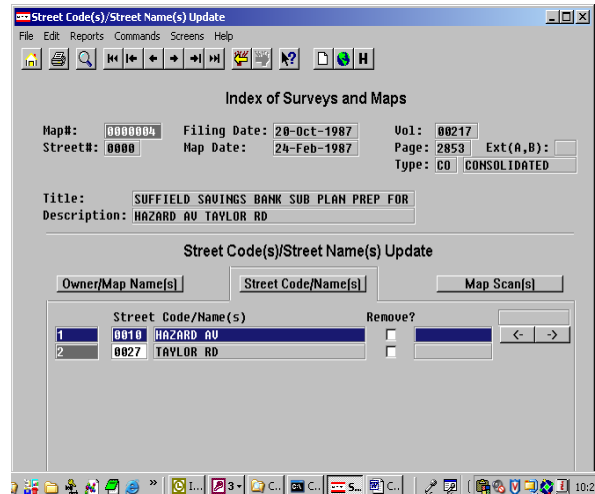 Street Code(s)/Street Name(s) Update
File Edit Reports Commands Screens Help
H
Index of Surveys and Maps
Map#: 0000004 Filing Date: 20-Oct-1987 Vol: 00217
Street#: 0000 Map Date: 24-Feb-1987 Page: 2853 Ext(A,B):
Type: CO CONSOLIDATED
Title: SUFFIELD SAVINGS BANK SUB PLAN PREP FOR
Description: HAZARD AV TAYLOR RD
Street Code(s)/Street Name(s) Update
Owner/Map Name(s) Street Code/Name(s) Map Scan(s)
Street Code/Name(s) Remove?
1 0010 HAZARD AV <- ->
2 0027 TAYLOR RD
» I... 3 C.. C.. S... C.. 10:2